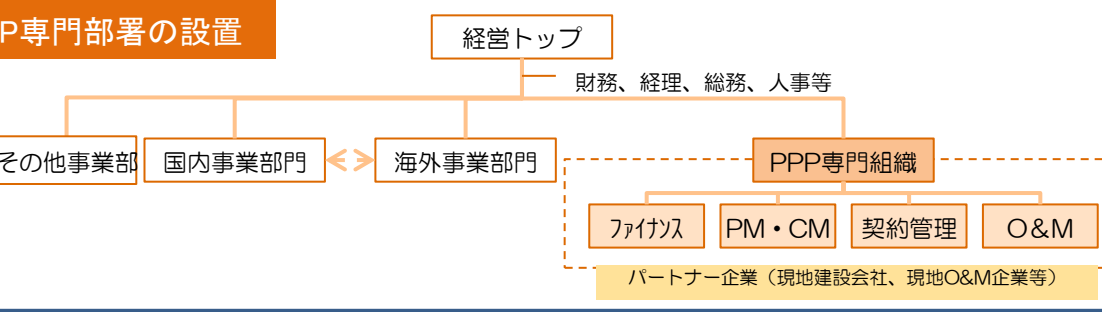 P専門部署の設置
経営トップ
財務、経理、総務、人事等
その他事業部
国内事業部門
海外事業部門
PPP専門組織
ﾌｧｲﾅﾝｽ
PM・CM
契約管理
O&M
パートナー企業（現地建設会社、現地O&M企業等）